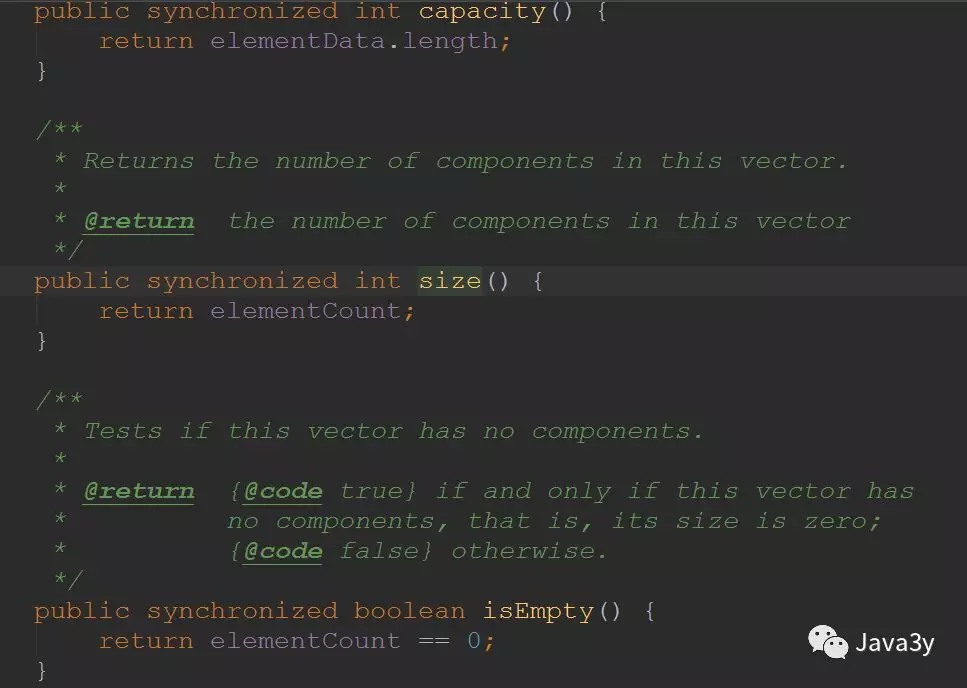 public synchronized int capacity() {
    return elementData.length;
}

/**
 * Returns the number of components in this vector.
 *
 * @return  the number of components in this vector
 */
public synchronized int size() {
    return elementCount;
}

/**
 * Tests if this vector has no components.
 *
 * @return  {@code true} if and only if this vector has
 *          no components, that is, its size is zero;
 *          {@code false} otherwise.
 */
public synchronized boolean isEmpty() {
    return elementCount == 0;
}
Java3y